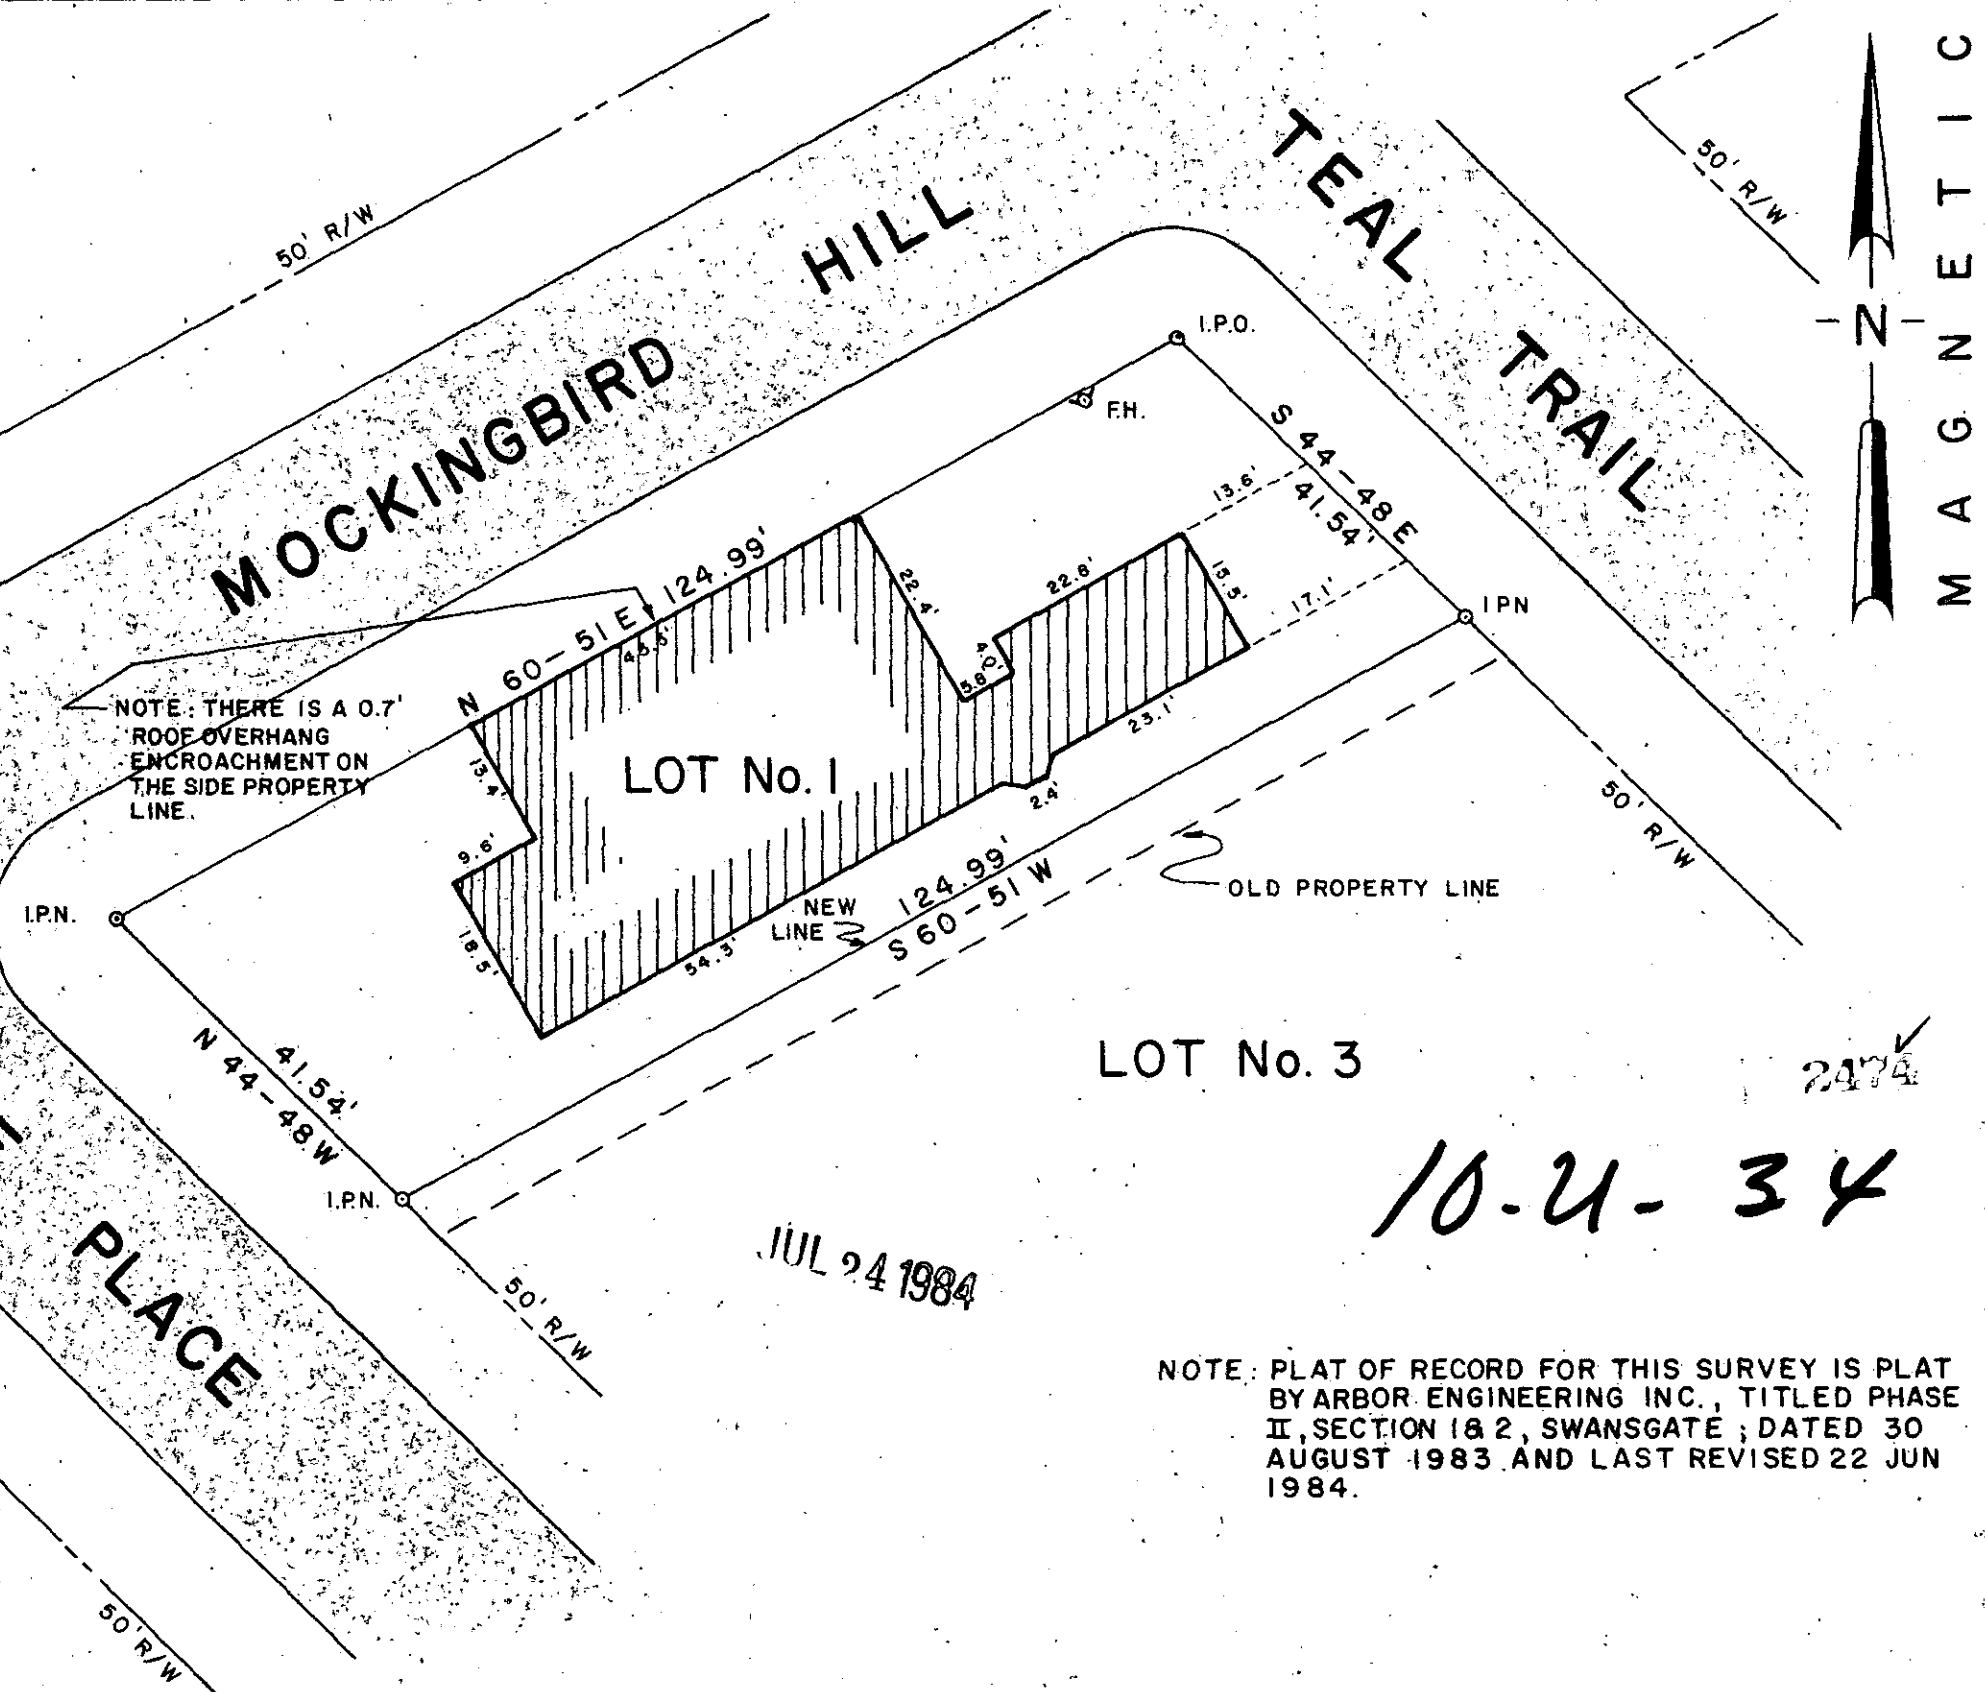 50' R/W
MOCKINGBIRD HILL
TEAL TRAIL
50' R/W
MAGNETIC
N
I.P.O.
F.H.
S 44-48 E
41.54'
13.6'
17.1'
I P N
N 60-51 E 124.99'
22.4'
22.8'
15.5'
4.0'
5.8'
23.1'
2.4'
NOTE: THERE IS A 0.7'
ROOF OVERHANG
ENCROACHMENT ON
THE SIDE PROPERTY
LINE.
13.4'
9.6'
18.5'
54.3'
LOT No. 1
NEW
LINE
124.99'
S 60-51 W
OLD PROPERTY LINE
50' R/W
I.P.N.
41.54'
N 44-48 W
I.P.N.
50' R/W
LOT No. 3
2474
PLACE
50' R/W
JUL 24 1984
NOTE: PLAT OF RECORD FOR THIS SURVEY IS PLAT
BY ARBOR ENGINEERING INC., TITLED PHASE
II, SECTION 1 & 2, SWANSGATE ; DATED 30
AUGUST 1983 AND LAST REVISED 22 JUN
1984.